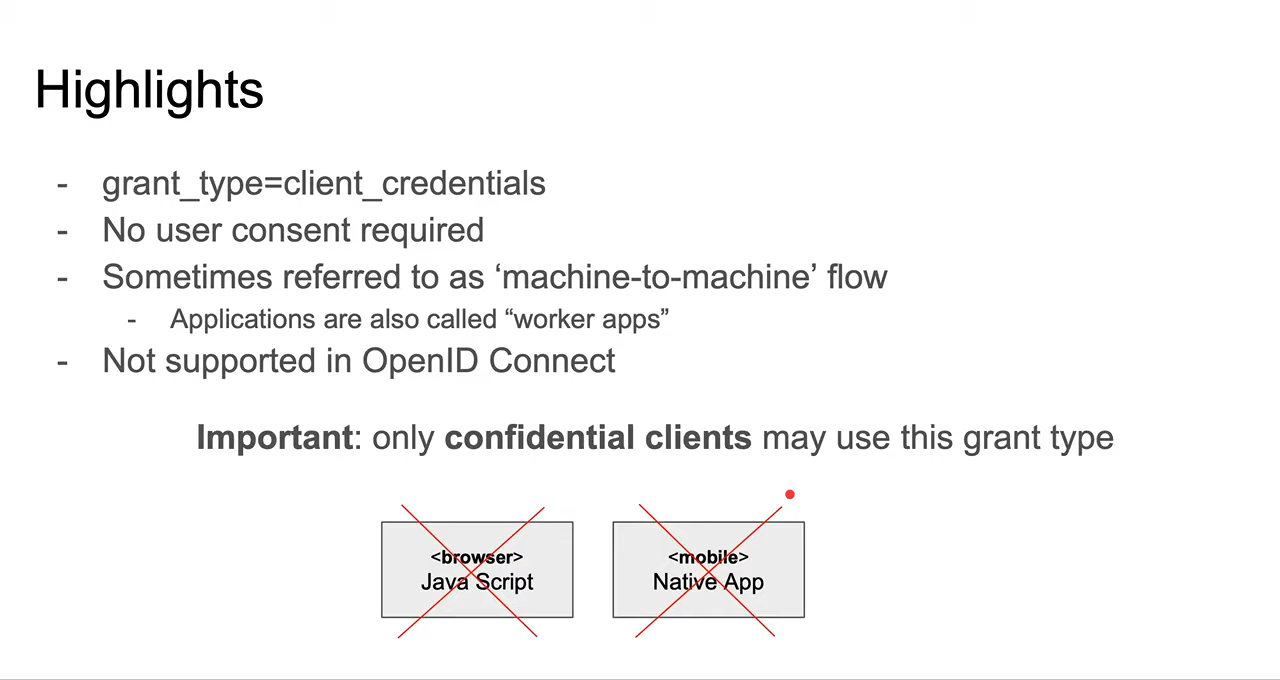 Highlights
- grant_type=client_credentials
- No user consent required
- Sometimes referred to as ‘machine-to-machine’ flow
- Applications are also called “worker apps”
- Not supported in OpenID Connect
Important: only confidential clients may use this grant type
<browser>
Java Script
<mobile>
Native App